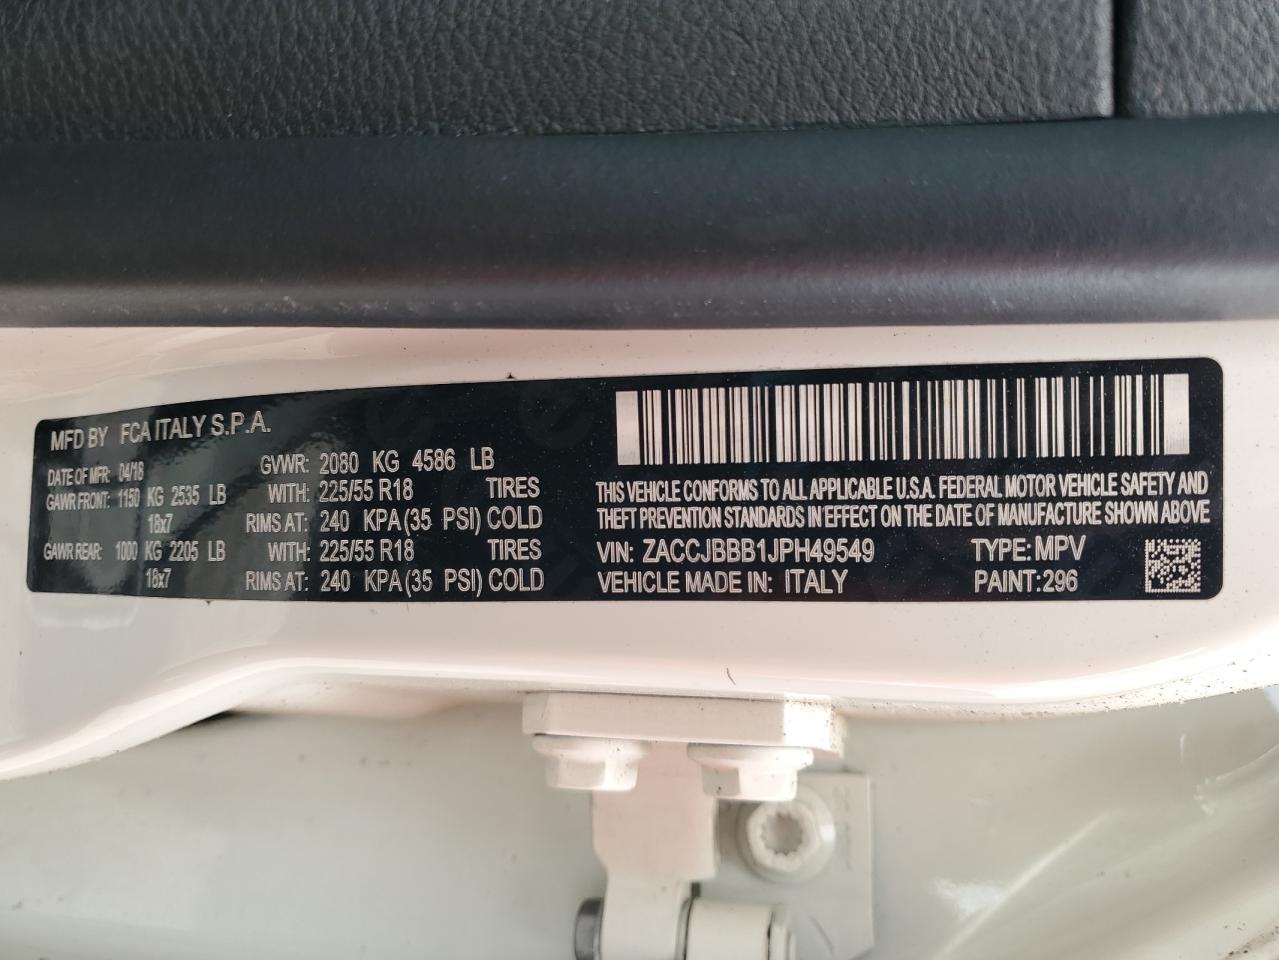 MFD BY FCA ITALY S.P.A.
DATE OF MFR: 04/18 GVWR: 2080 KG 4586 LB
GAWR FRONT: 1150 KG 2535 LB WITH: 225/55 R18 TIRES
18x7 RIMS AT: 240 KPA(35 PSI) COLD
GAWR REAR: 1000 KG 2205 LB WITH: 225/55 R18 TIRES
18x7 RIMS AT: 240 KPA(35 PSI) COLD
THIS VEHICLE CONFORMS TO ALL APPLICABLE U.S.A. FEDERAL MOTOR VEHICLE SAFETY AND
THEFT PREVENTION STANDARDS IN EFFECT ON THE DATE OF MANUFACTURE SHOWN ABOVE
VIN: ZACCJBBB1JPH49549 TYPE: MPV
VEHICLE MADE IN: ITALY PAINT: 296